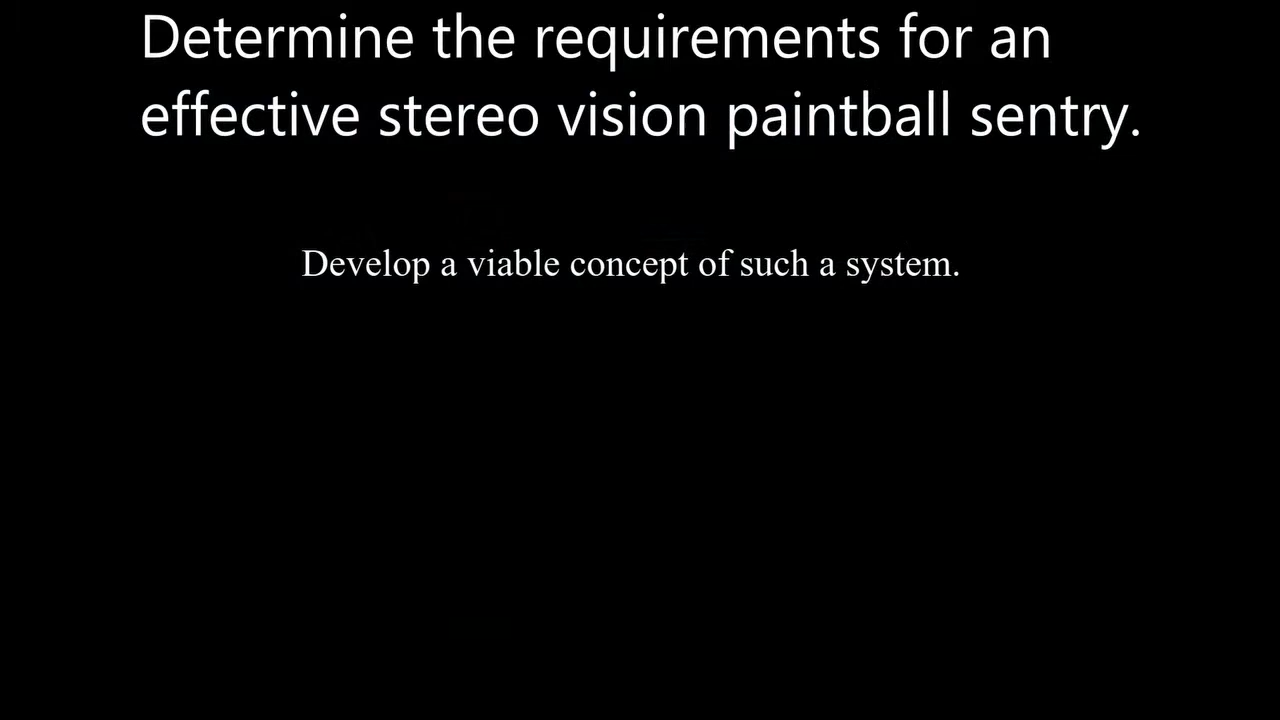 Determine the requirements for an
effective stereo vision paintball sentry.
Develop a viable concept of such a system.